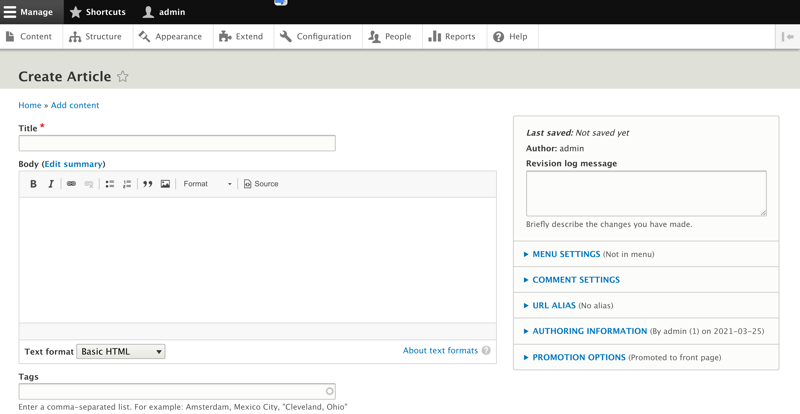 Manage Shortcuts admin
Content Structure Appearance Extend Configuration People Reports Help
Create Article
Home » Add content
Title *
Body (Edit summary)
B I Format Source
Text format Basic HTML About text formats ?
Tags
Enter a comma-separated list. For example: Amsterdam, Mexico City, "Cleveland, Ohio"
Last saved: Not saved yet
Author: admin
Revision log message
Briefly describe the changes you have made.
MENU SETTINGS (Not in menu)
COMMENT SETTINGS
URL ALIAS (No alias)
AUTHORING INFORMATION (By admin (1) on 2021-03-25)
PROMOTION OPTIONS (Promoted to front page)